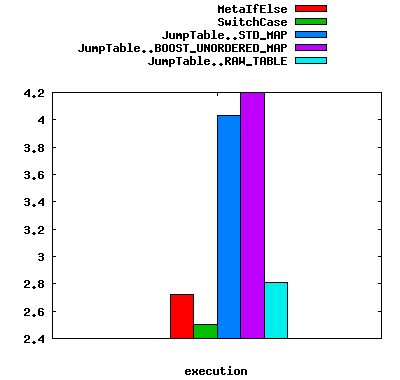 MetaIfElse
SwitchCase
JumpTable..STD_MAP
JumpTable..BOOST_UNORDERED_MAP
JumpTable..RAW_TABLE
4.2
4
3.8
3.6
3.4
3.2
3
2.8
2.6
2.4
execution